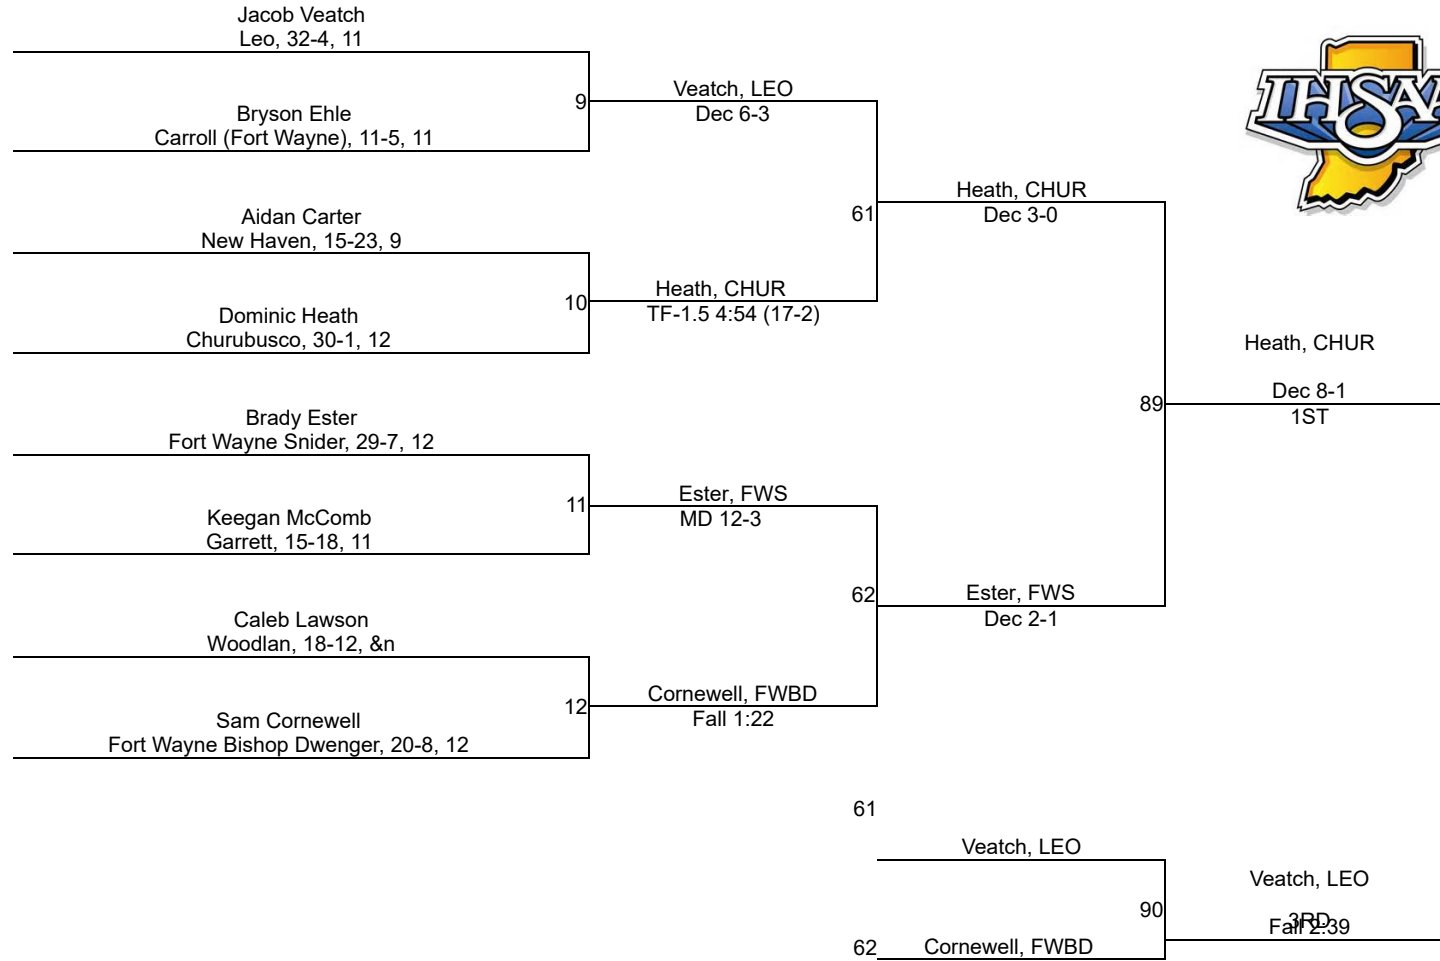 Jacob Veatch
Leo, 32-4, 11
9
Veatch, LEO
Dec 6-3
Bryson Ehle
Carroll (Fort Wayne), 11-5, 11
IHSAA
61
Heath, CHUR
Dec 3-0
Aidan Carter
New Haven, 15-23, 9
10
Heath, CHUR
TF-1.5 4:54 (17-2)
Dominic Heath
Churubusco, 30-1, 12
Heath, CHUR
89
Dec 8-1
1ST
Brady Ester
Fort Wayne Snider, 29-7, 12
11
Ester, FWS
MD 12-3
Keegan McComb
Garrett, 15-18, 11
62
Ester, FWS
Dec 2-1
Caleb Lawson
Woodlan, 18-12, &n
12
Cornewell, FWBD
Fall 1:22
Sam Cornewell
Fort Wayne Bishop Dwenger, 20-8, 12
61
Veatch, LEO
90
Veatch, LEO
3RD
Fall 2:39
62
Cornewell, FWBD